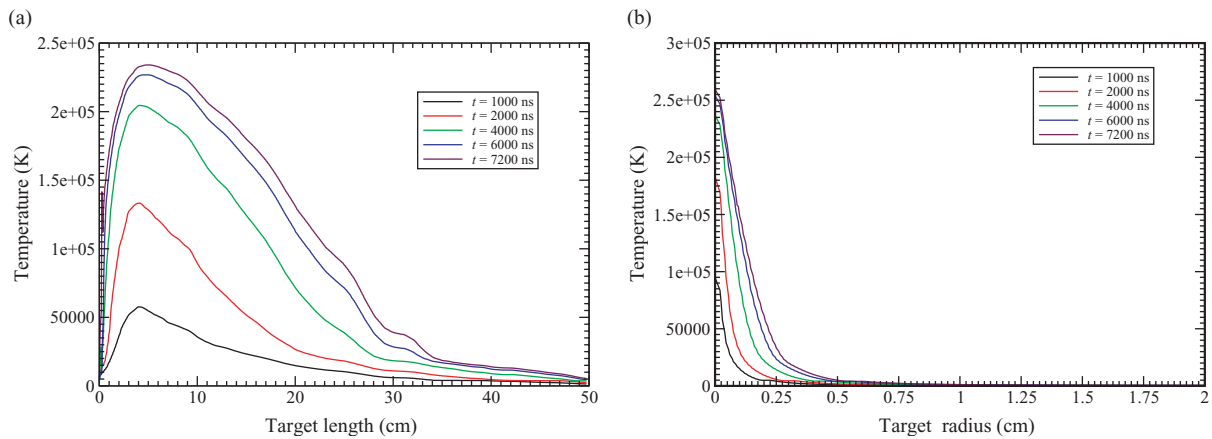 (a)
2.5e+05
2e+05
1.5e+05
1e+05
50000
0
Temperature (K)
t = 1000 ns
t = 2000 ns
t = 4000 ns
t = 6000 ns
t = 7200 ns
0 10 20 30 40 50
Target length (cm)
(b)
3e+05
2.5e+05
2e+05
1.5e+05
1e+05
50000
0
Temperature (K)
t = 1000 ns
t = 2000 ns
t = 4000 ns
t = 6000 ns
t = 7200 ns
0 0.25 0.5 0.75 1 1.25 1.5 1.75 2
Target radius (cm)